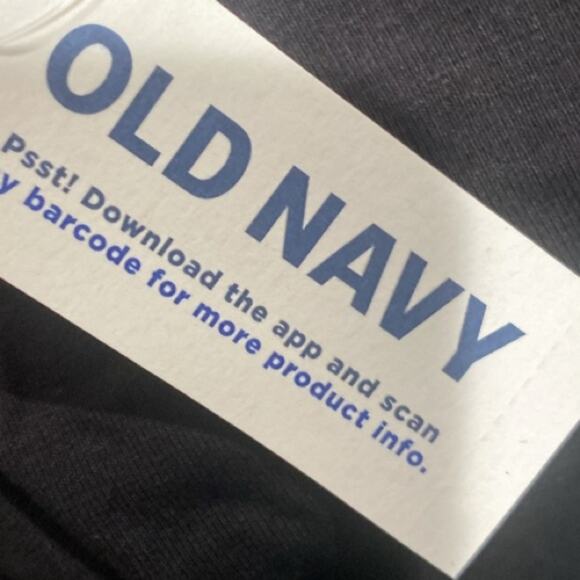 OLD NAVY
Psst! Download the app and scan
y barcode for more product info.